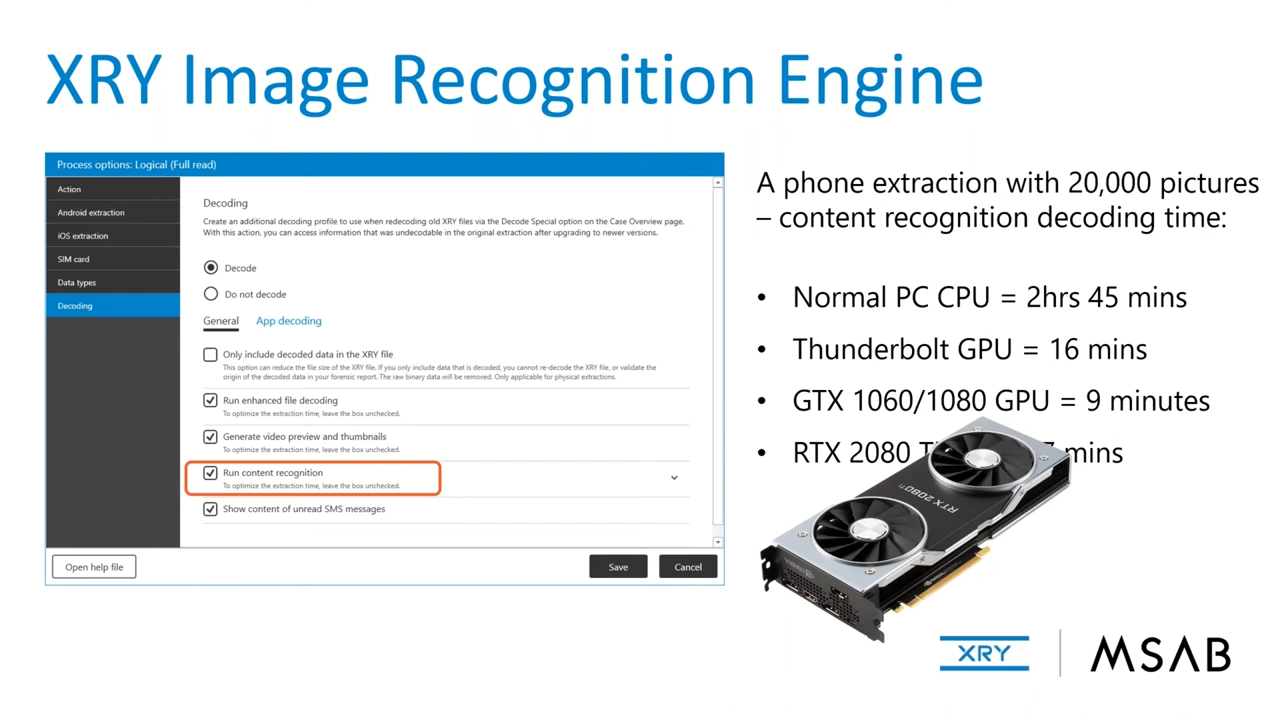 XRY Image Recognition Engine
Process options: Logical (Full read)
Action
Android extraction
iOS extraction
SIM card
Data types
Decoding
Decoding
Create an additional decoding profile to use when redecoding old XRY files via the Decode Special option on the Case Overview page.
With this action, you can access information that was undecodable in the original extraction after upgrading to newer versions.
Decode
Do not decode
General App decoding
Only include decoded data in the XRY file
This option can reduce the file size of the XRY file. If you only include data that is decoded, you cannot re-decode the XRY file, or validate the
origin of the decoded data in your forensic report. The raw binary data will be removed. Only applicable for physical extractions.
Run enhanced file decoding
To optimize the extraction time, leave the box unchecked.
Generate video preview and thumbnails
To optimize the extraction time, leave the box unchecked.
Run content recognition
To optimize the extraction time, leave the box unchecked.
Show content of unread SMS messages
Open help file
Save
Cancel
A phone extraction with 20,000 pictures
– content recognition decoding time:
• Normal PC CPU = 2hrs 45 mins
• Thunderbolt GPU = 16 mins
• GTX 1060/1080 GPU = 9 minutes
• RTX 2080 mins
RTX 2080 Ti
XRY
MSAB